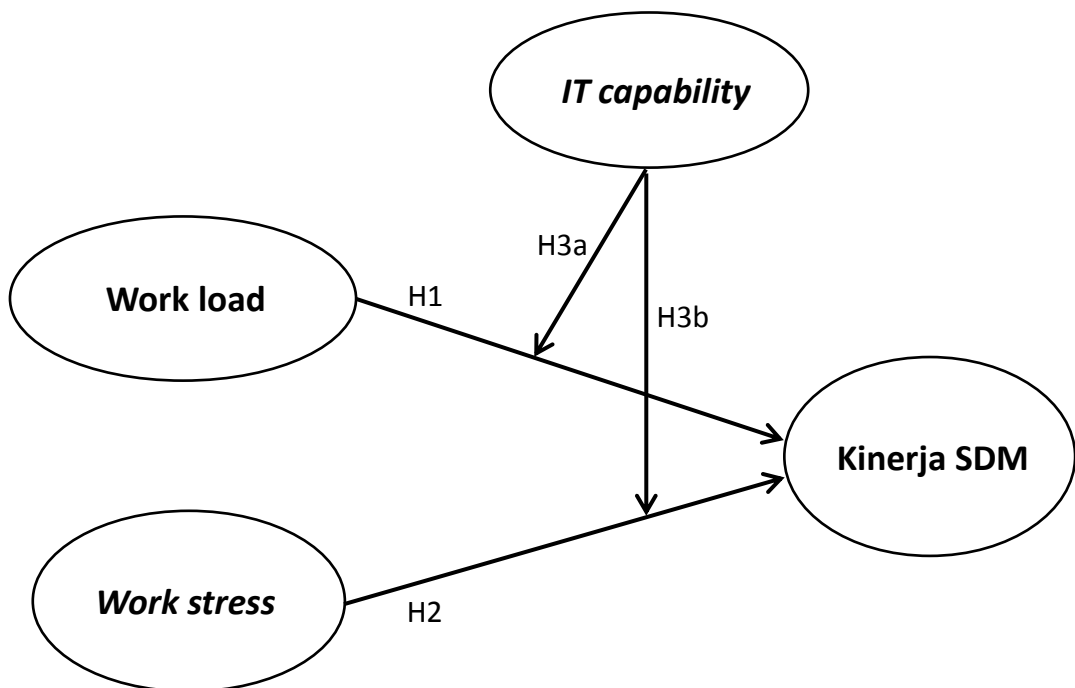 IT capability
H3a
Work load
H1
H3b
Kinerja SDM
Work stress
H2